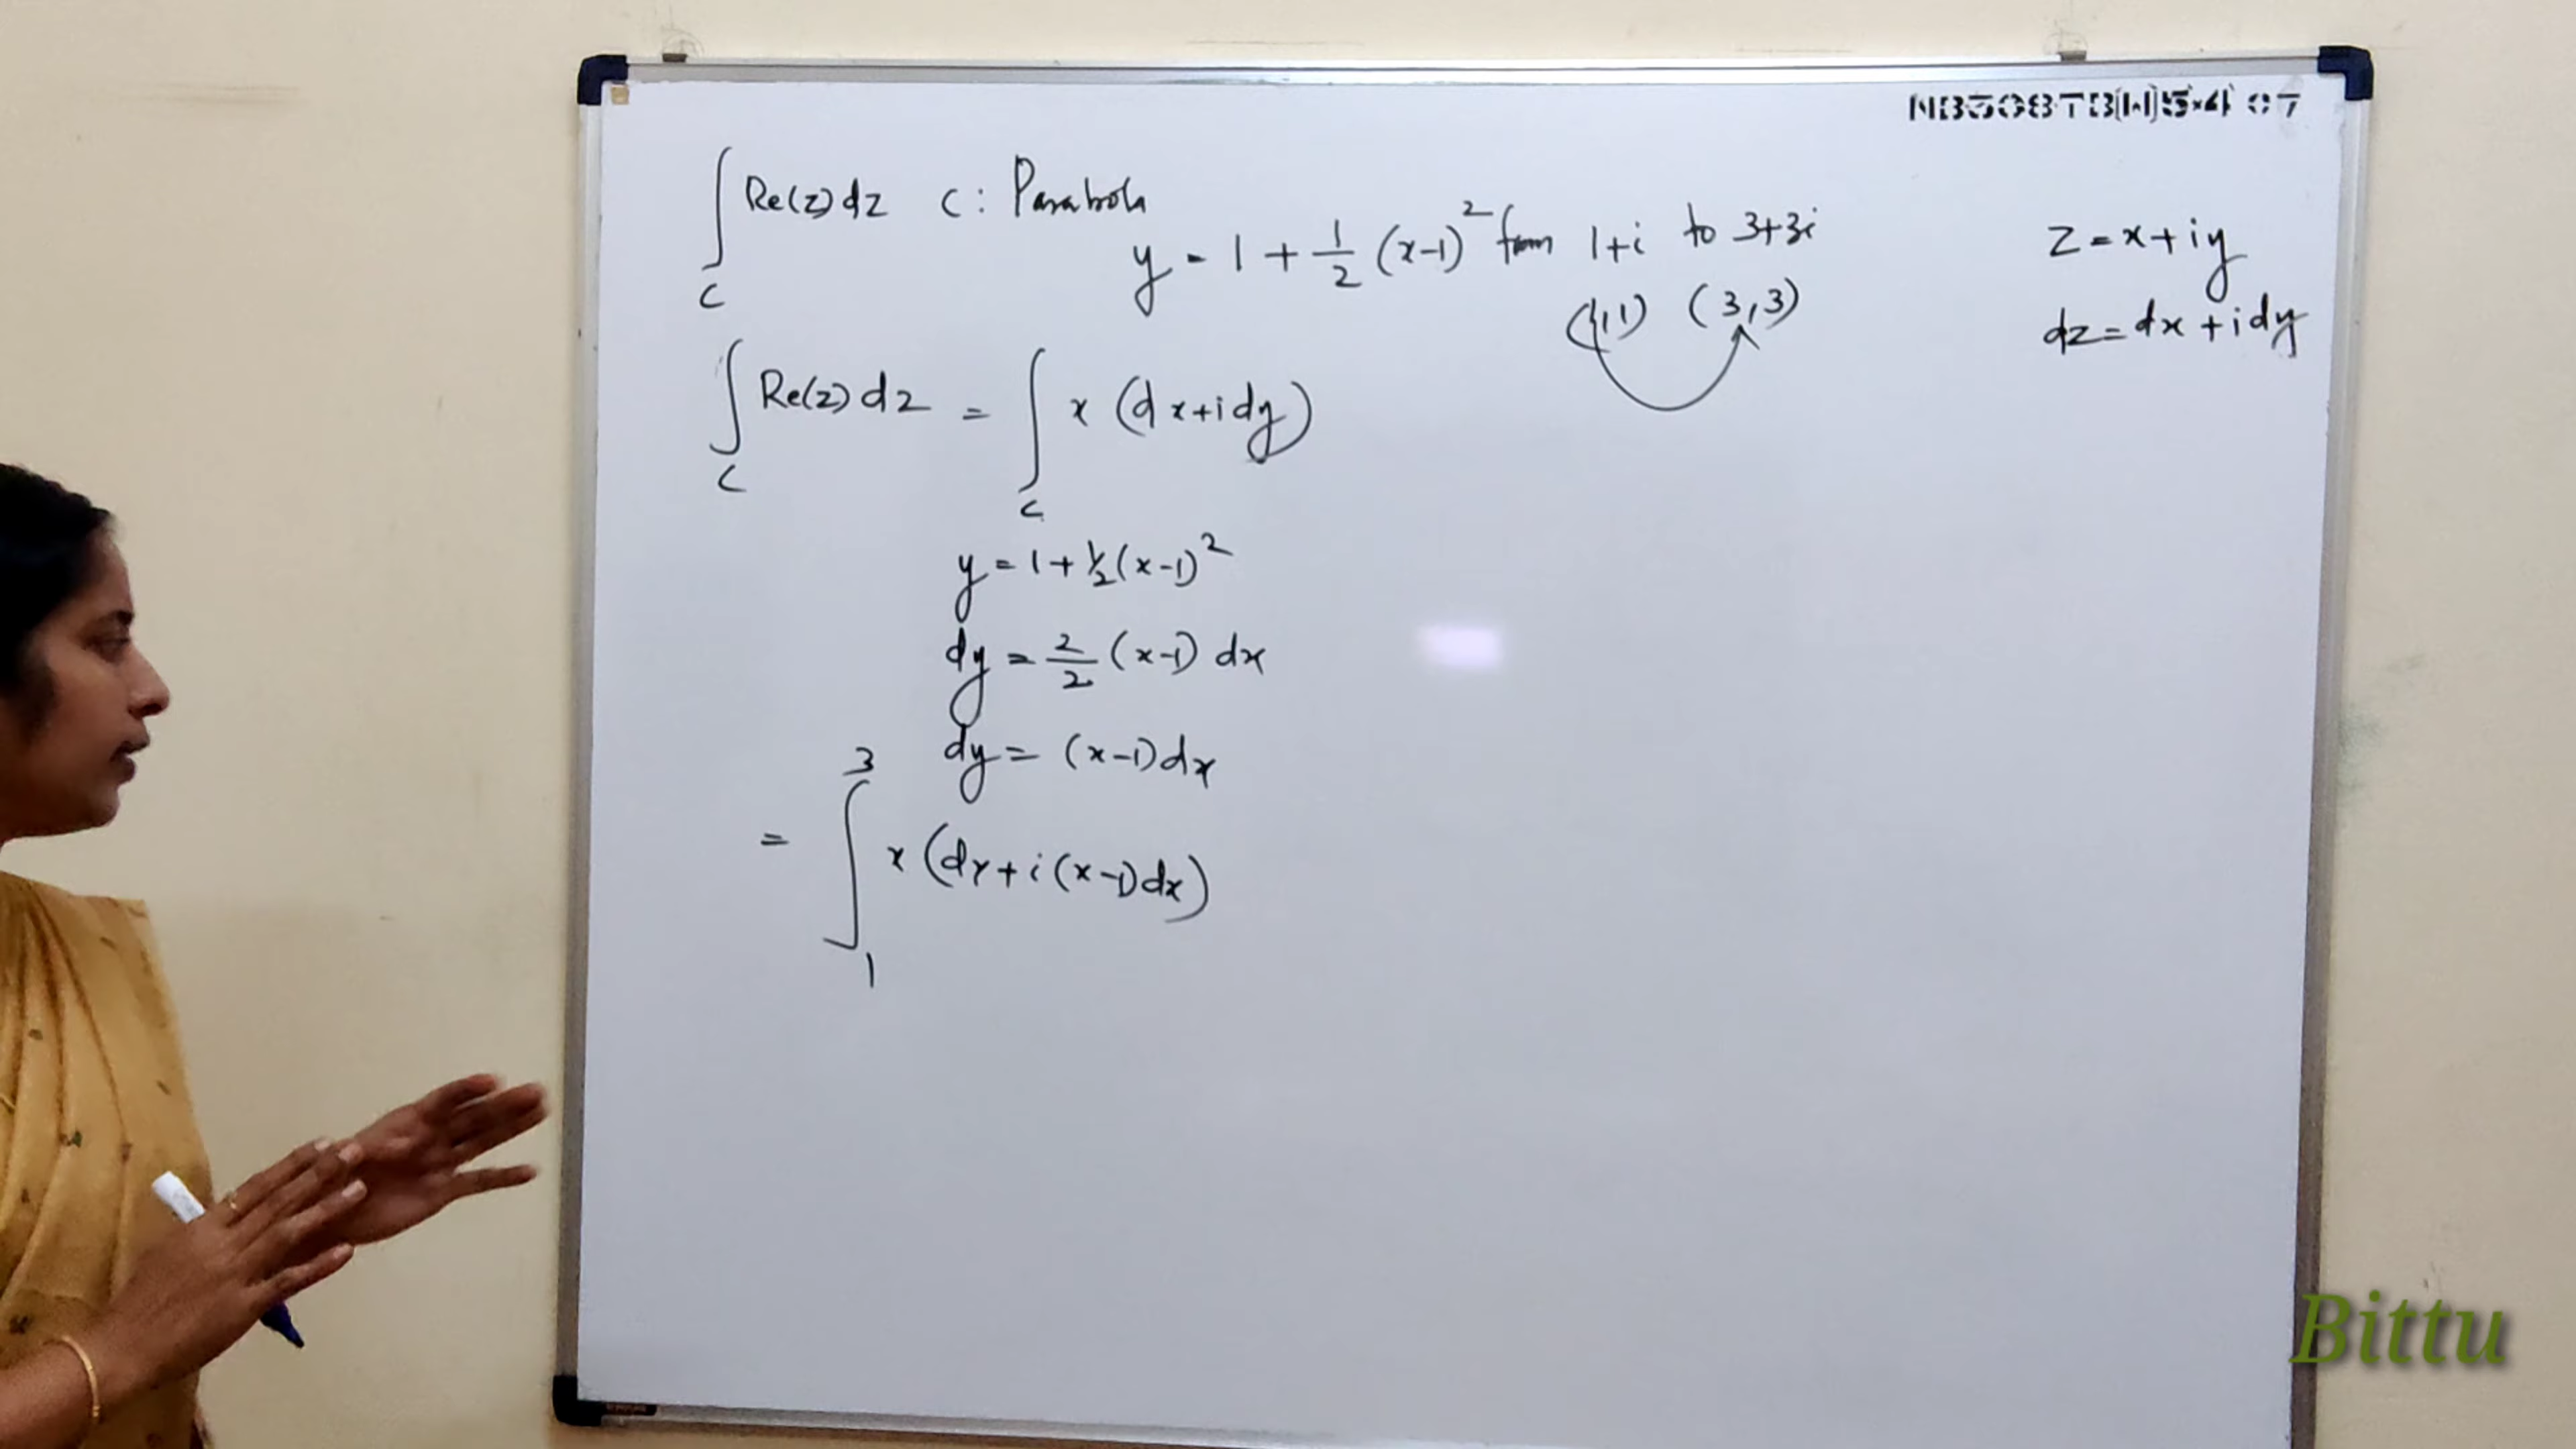 ∫_C Re(z) dz C: Parabola
y = 1 + 1/2 (x-1)² from 1+i to 3+3i
(1,1) (3,3)
z = x + iy
dz = dx + i dy
∫_C Re(z) dz = ∫_C x (dx + i dy)
y = 1 + ½ (x-1)²
dy = 2/2 (x-1) dx
dy = (x-1) dx
= ∫_1^3 x (dx + i (x-1) dx)
Bittu